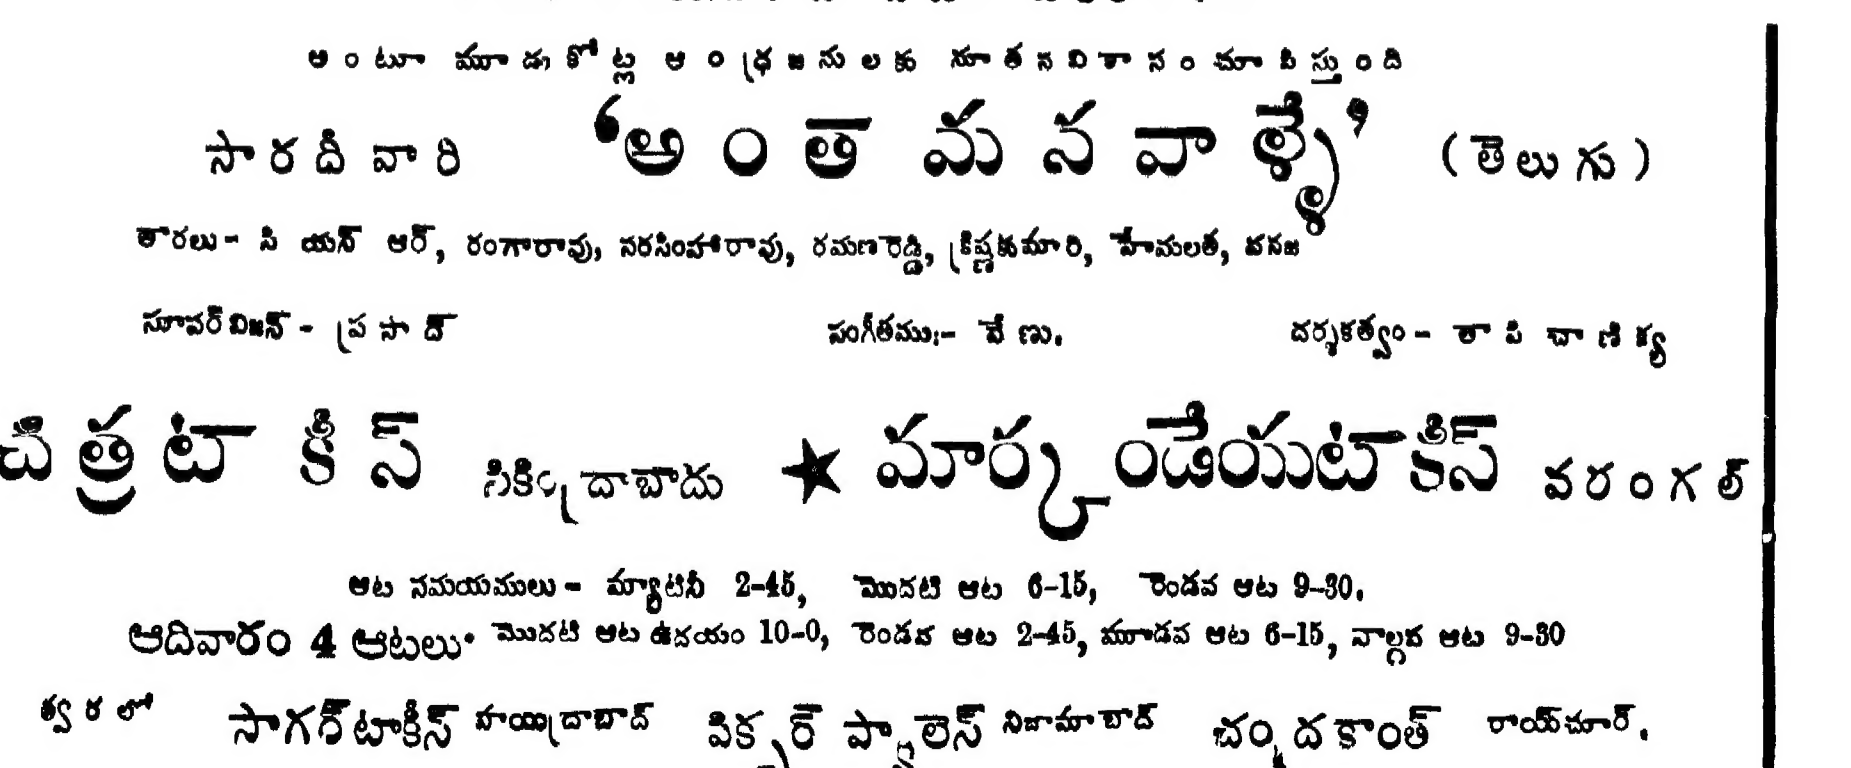 అంటూ మూడుకోట్ల ఆంధ్రజనులకు నూతనవికాసం చూపిస్తుంది
సారదీ వారి ‘అంతా మనవాళ్ళే’ (తెలుగు)
తారలు- సి యస్ ఆర్, రంగారావు, నరసింహారావు, రమణారెడ్డి, క్రిష్ణకుమారి, హేమలత, వనజ
సూపర్‌విజన్ - ప్రసాద్ సంగీతము:- వేణు. దర్శకత్వం - తాపి చాణక్య
చిత్రటాకీస్ సికింద్రాబాదు ★ మార్కండేయటాకీస్ వరంగల్
ఆట సమయములు - మ్యాటినీ 2-45, మొదటి ఆట 6-15, రెండవ ఆట 9-30.
ఆదివారం 4 ఆటలు· మొదటి ఆట ఉదయం 10-0, రెండవ ఆట 2-45, మూడవ ఆట 6-15, నాల్గవ ఆట 9-30
త్వరలో సాగర్‌టాకీస్ హయిద్రాబాద్ పిక్చర్ ప్యాలెస్ నిజామాబాద్ చంద్రకాంత్ రాయ్‌చూర్.